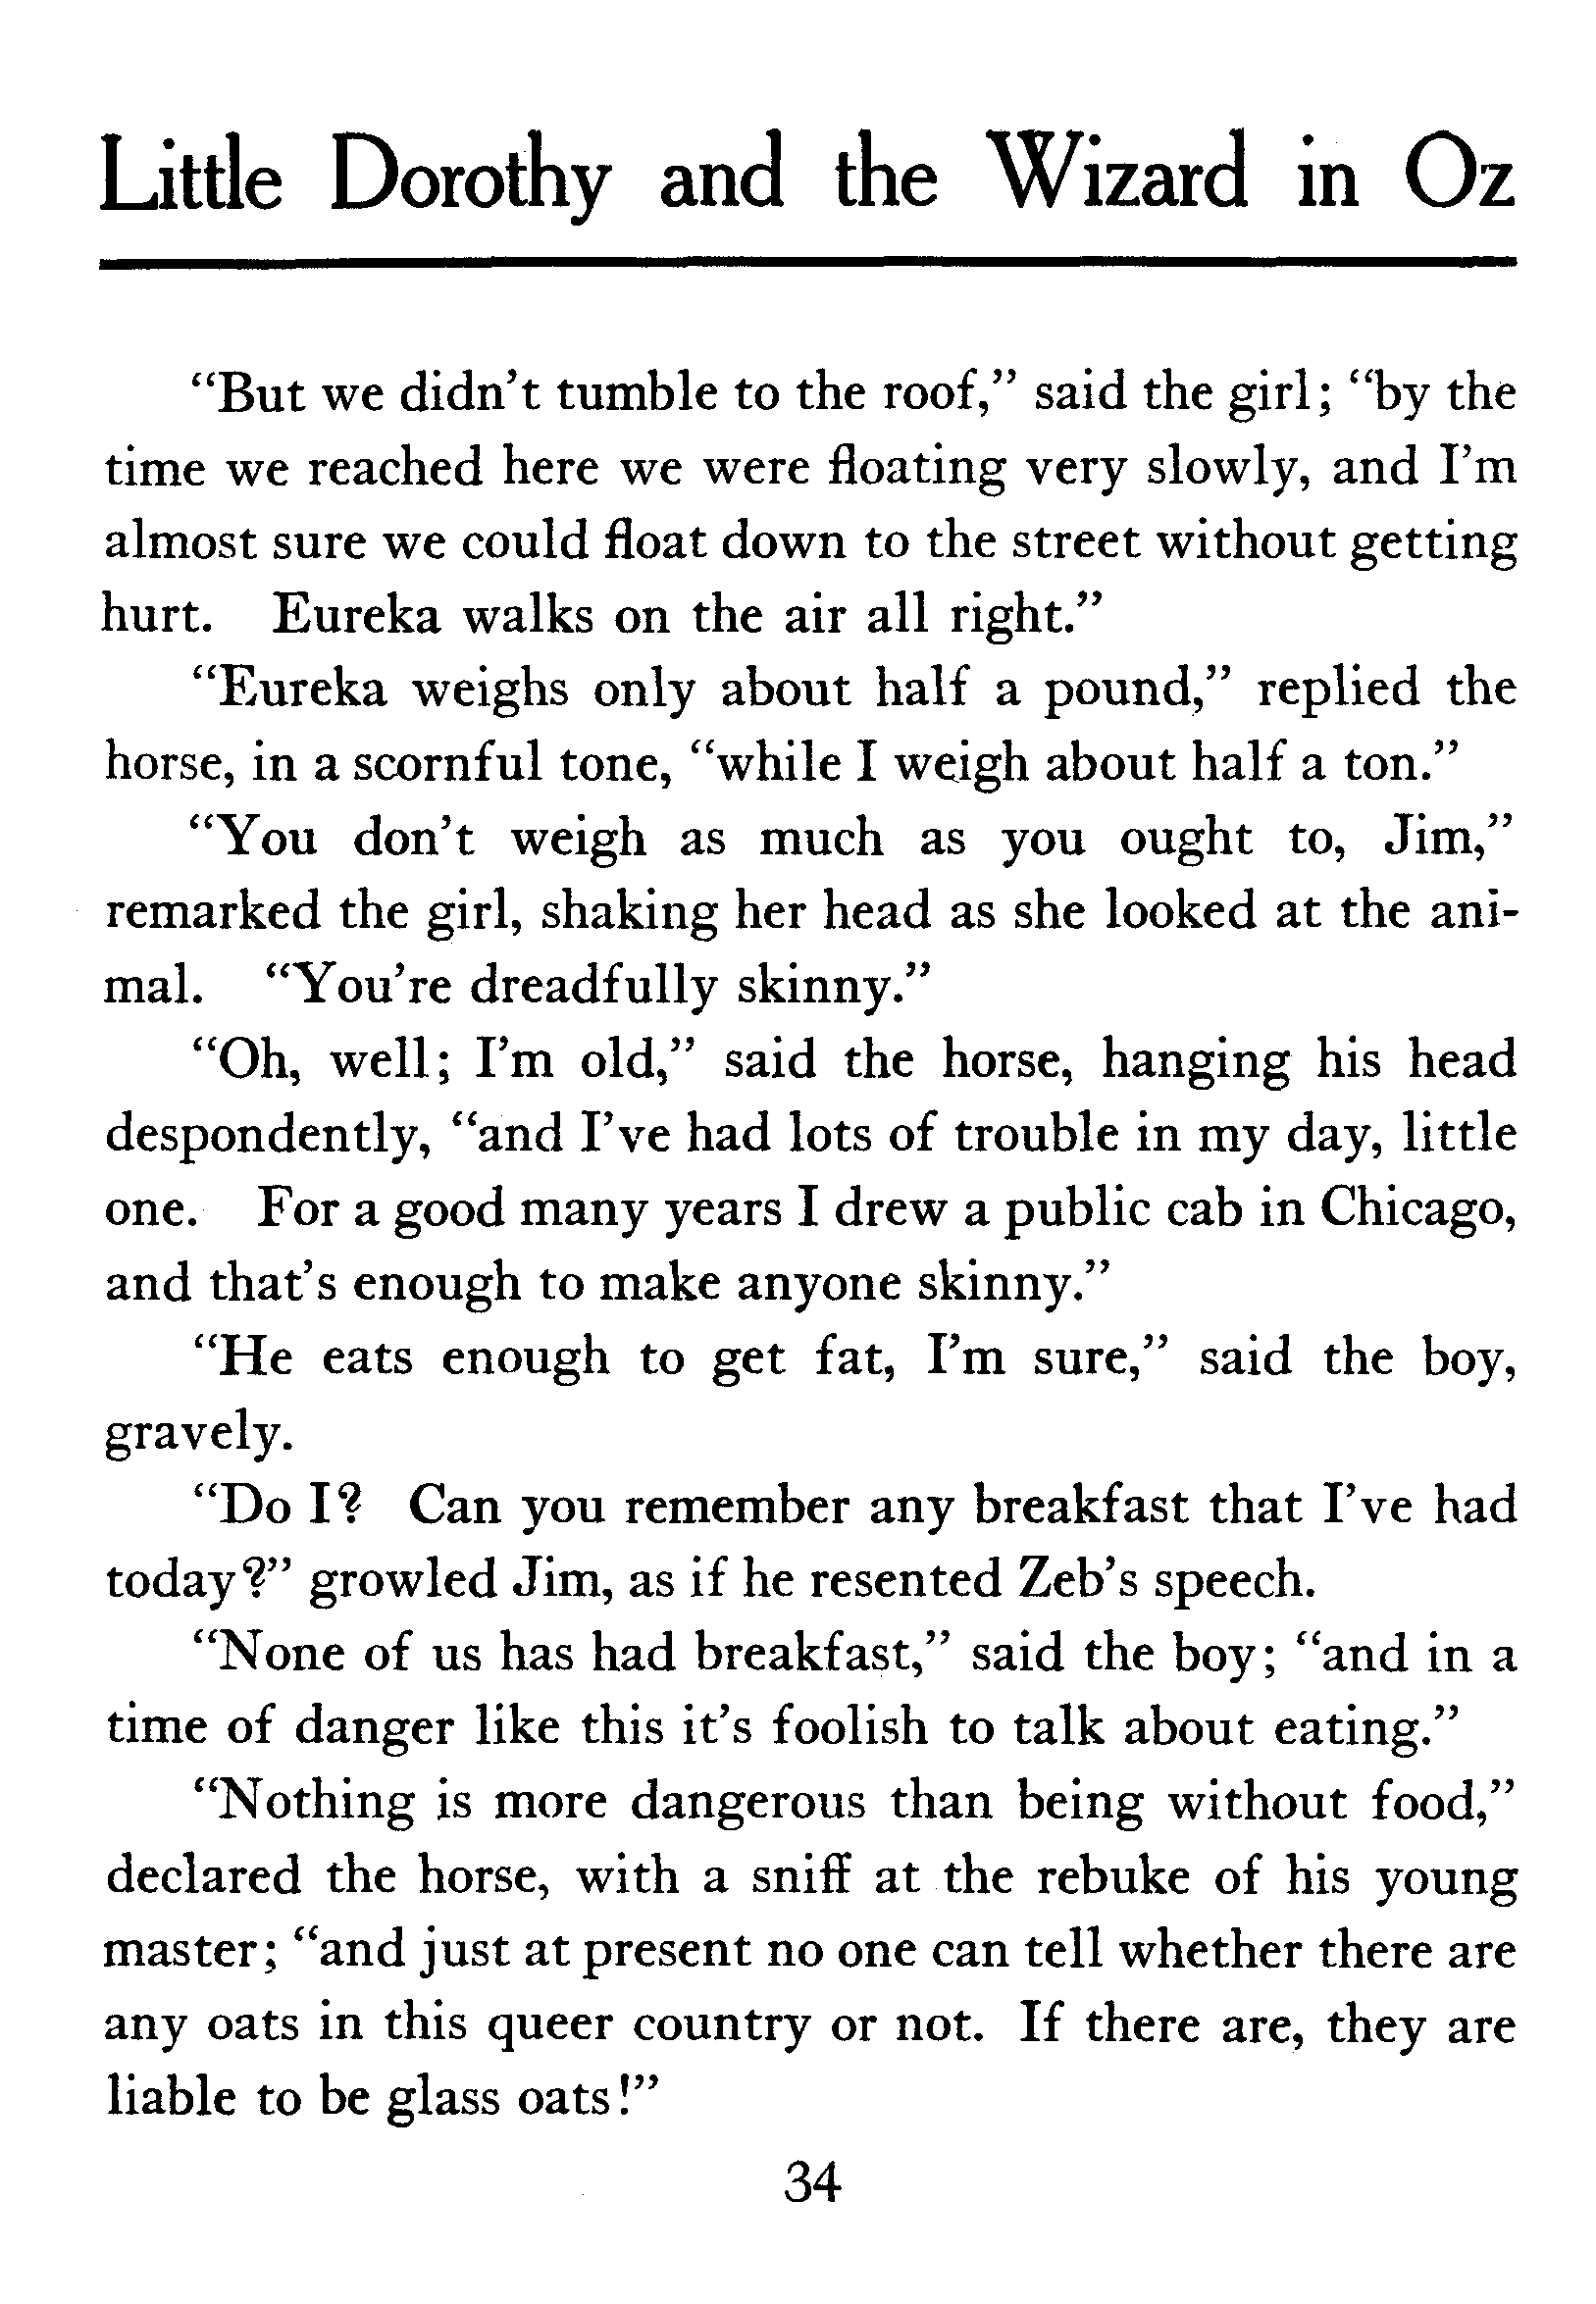 Little Dorothy and the Wizard in Oz
“But we didn’t tumble to the roof,” said the girl; “by the
time we reached here we were floating very slowly, and I’m
almost sure we could float down to the street without getting
hurt. Eureka walks on the air all right.”
“Eureka weighs only about half a pound,” replied the
horse, in a scornful tone, “while I weigh about half a ton.”
“You don’t weigh as much as you ought to, Jim,”
remarked the girl, shaking her head as she looked at the ani-
mal. “You’re dreadfully skinny.”
“Oh, well; I’m old,” said the horse, hanging his head
despondently, “and I’ve had lots of trouble in my day, little
one. For a good many years I drew a public cab in Chicago,
and that’s enough to make anyone skinny.”
“He eats enough to get fat, I’m sure,” said the boy,
gravely.
“Do I? Can you remember any breakfast that I’ve had
today?” growled Jim, as if he resented Zeb’s speech.
“None of us has had breakfast,” said the boy; “and in a
time of danger like this it’s foolish to talk about eating.”
“Nothing is more dangerous than being without food,”
declared the horse, with a sniff at the rebuke of his young
master; “and just at present no one can tell whether there are
any oats in this queer country or not. If there are, they are
liable to be glass oats!”
34